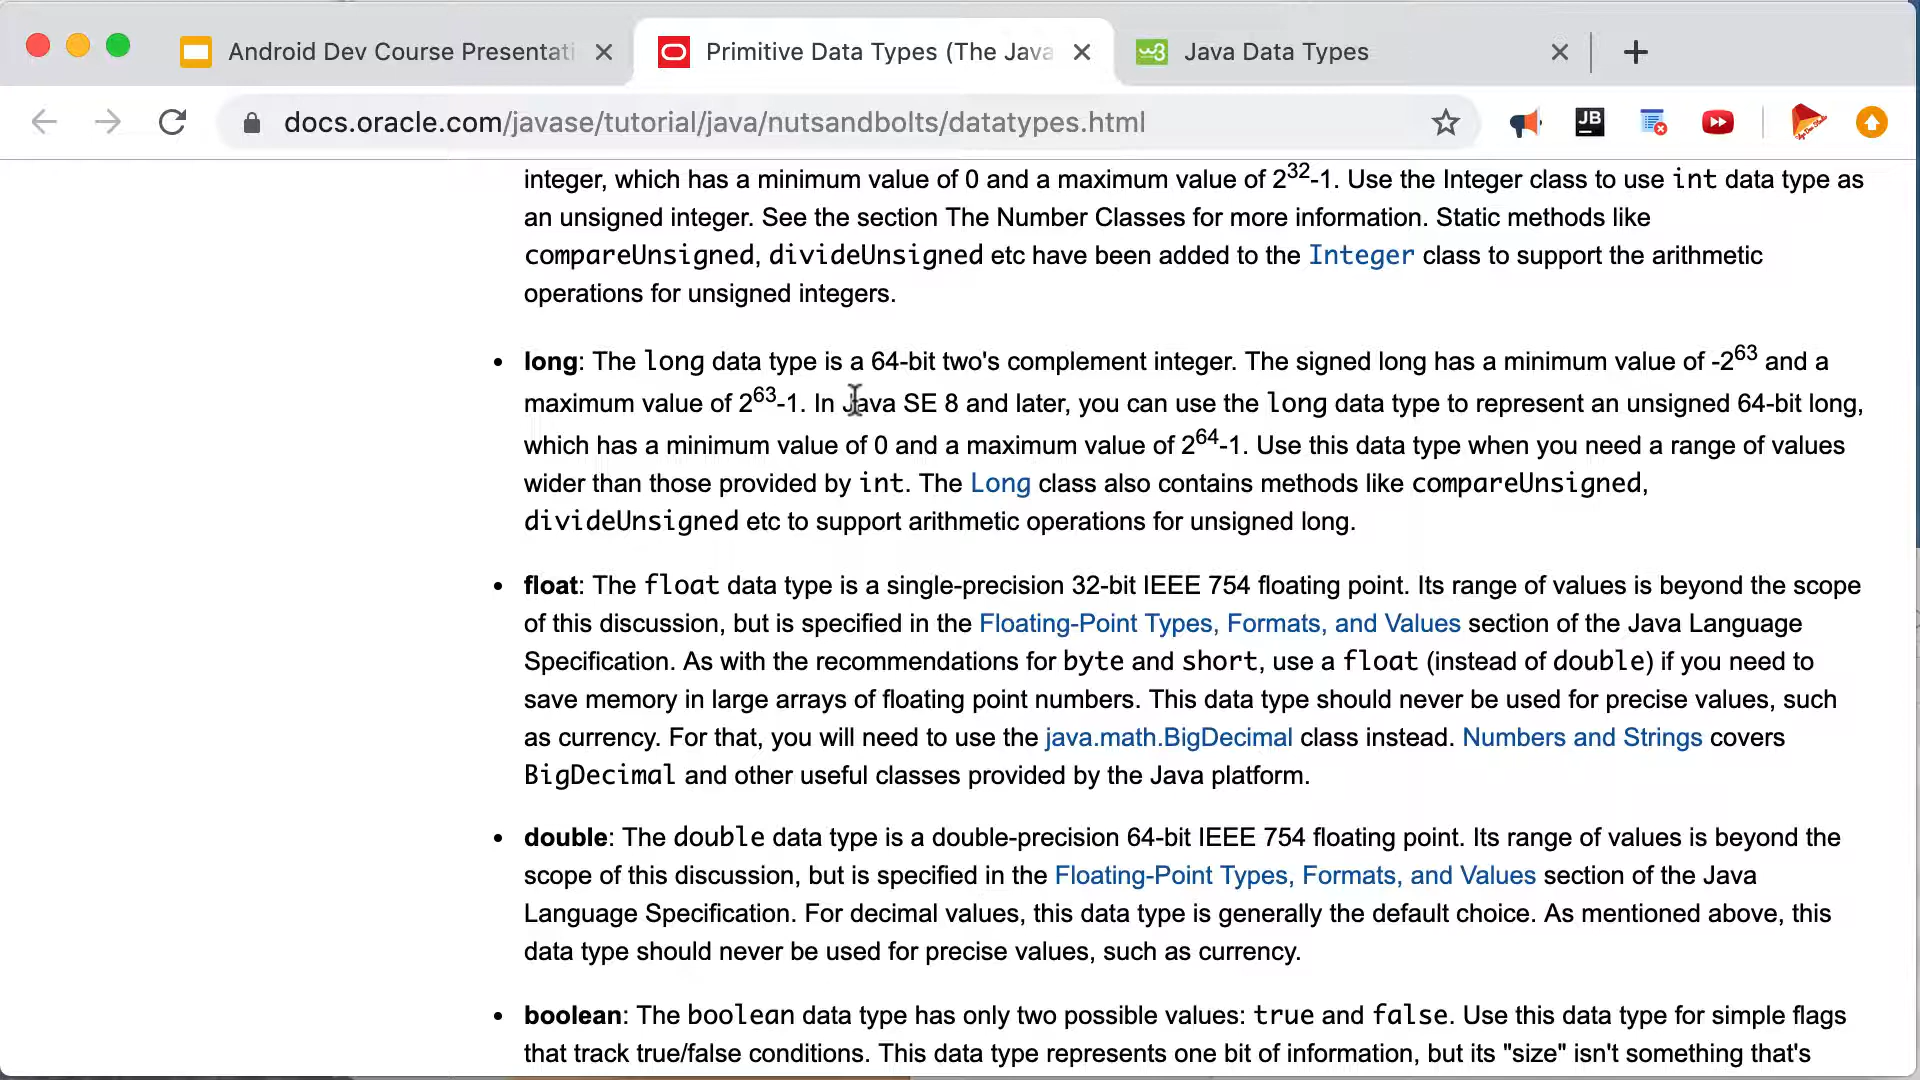 Android Dev Course Presentati
Primitive Data Types (The Java
w3
Java Data Types
docs.oracle.com/javase/tutorial/java/nutsandbolts/datatypes.html
JB
integer, which has a minimum value of 0 and a maximum value of 2³²-1. Use the Integer class to use int data type as
an unsigned integer. See the section The Number Classes for more information. Static methods like
compareUnsigned, divideUnsigned etc have been added to the Integer class to support the arithmetic
operations for unsigned integers.
• long: The long data type is a 64-bit two's complement integer. The signed long has a minimum value of -2⁶³ and a
maximum value of 2⁶³-1. In Java SE 8 and later, you can use the long data type to represent an unsigned 64-bit long,
which has a minimum value of 0 and a maximum value of 2⁶⁴-1. Use this data type when you need a range of values
wider than those provided by int. The Long class also contains methods like compareUnsigned,
divideUnsigned etc to support arithmetic operations for unsigned long.
• float: The float data type is a single-precision 32-bit IEEE 754 floating point. Its range of values is beyond the scope
of this discussion, but is specified in the Floating-Point Types, Formats, and Values section of the Java Language
Specification. As with the recommendations for byte and short, use a float (instead of double) if you need to
save memory in large arrays of floating point numbers. This data type should never be used for precise values, such
as currency. For that, you will need to use the java.math.BigDecimal class instead. Numbers and Strings covers
BigDecimal and other useful classes provided by the Java platform.
• double: The double data type is a double-precision 64-bit IEEE 754 floating point. Its range of values is beyond the
scope of this discussion, but is specified in the Floating-Point Types, Formats, and Values section of the Java
Language Specification. For decimal values, this data type is generally the default choice. As mentioned above, this
data type should never be used for precise values, such as currency.
• boolean: The boolean data type has only two possible values: true and false. Use this data type for simple flags
that track true/false conditions. This data type represents one bit of information, but its "size" isn't something that's